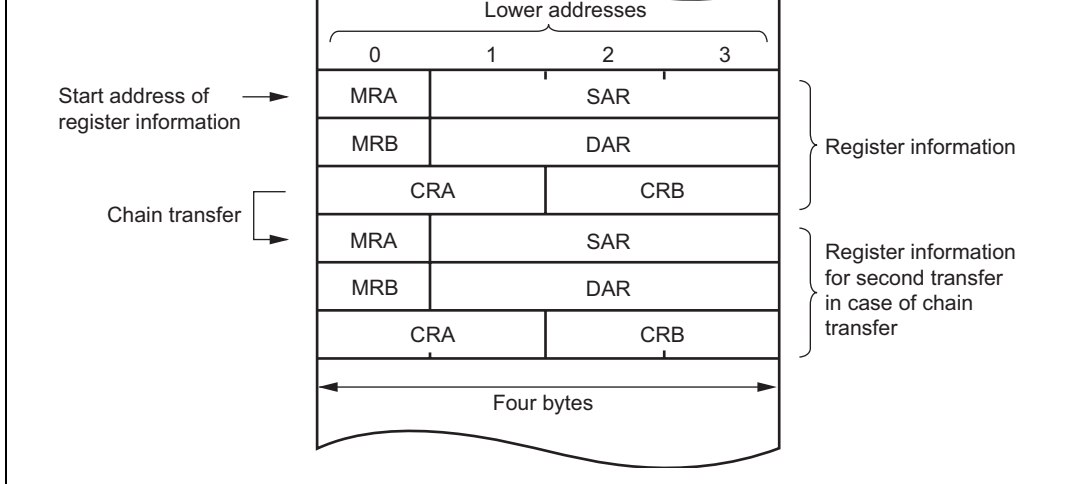 Lower addresses
0 1 2 3
Start address of
register information
MRA SAR
MRB DAR
Register information
CRA CRB
Chain transfer
MRA SAR
MRB DAR
CRA CRB
Register information
for second transfer
in case of chain
transfer
Four bytes